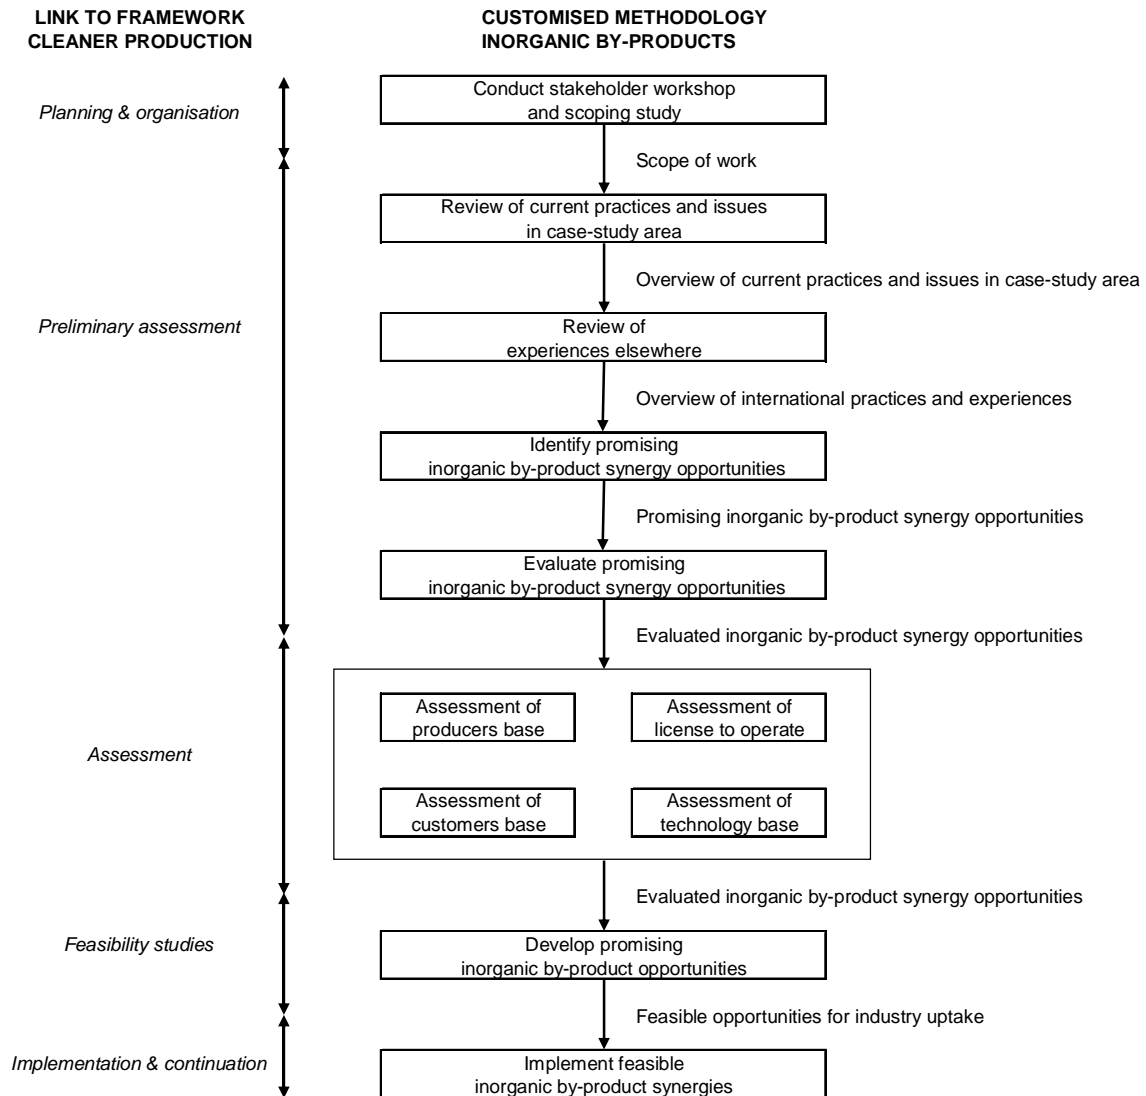 LINK TO FRAMEWORK
CLEANER PRODUCTION
CUSTOMISED METHODOLOGY
INORGANIC BY-PRODUCTS
Planning & organisation
Conduct stakeholder workshop
and scoping study
Scope of work
Review of current practices and issues
in case-study area
Overview of current practices and issues in case-study area
Preliminary assessment
Review of
experiences elsewhere
Overview of international practices and experiences
Identify promising
inorganic by-product synergy opportunities
Promising inorganic by-product synergy opportunities
Evaluate promising
inorganic by-product synergy opportunities
Evaluated inorganic by-product synergy opportunities
Assessment
Assessment of
producers base
Assessment of
license to operate
Assessment of
customers base
Assessment of
technology base
Evaluated inorganic by-product synergy opportunities
Feasibility studies
Develop promising
inorganic by-product opportunities
Feasible opportunities for industry uptake
Implementation & continuation
Implement feasible
inorganic by-product synergies